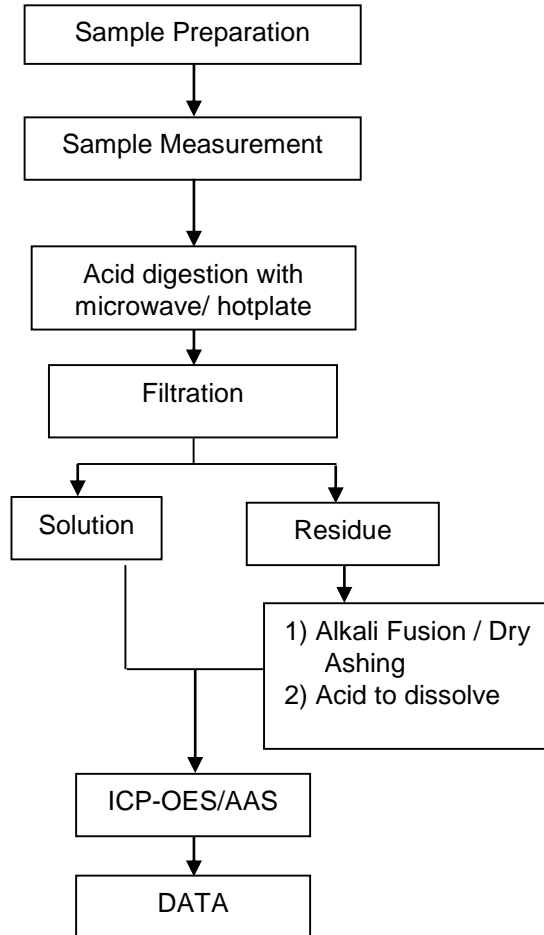 Sample Preparation
Sample Measurement
Acid digestion with
microwave/ hotplate
Filtration
Solution
Residue
1) Alkali Fusion / Dry
Ashing
2) Acid to dissolve
ICP-OES/AAS
DATA